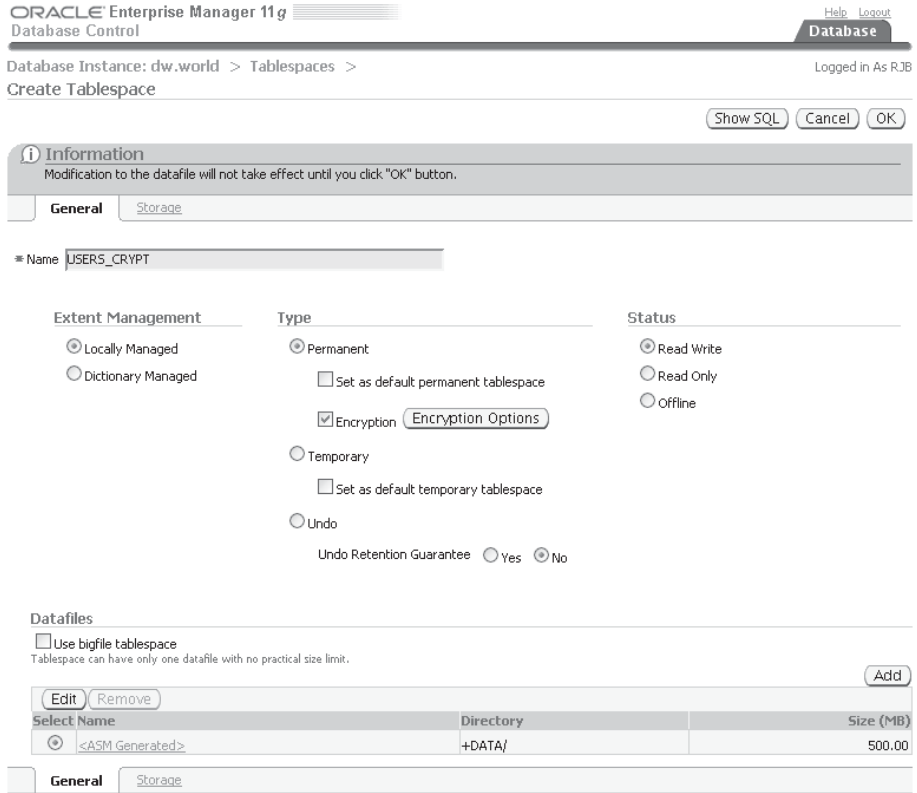 ORACLE Enterprise Manager 11g
Database Control
Help Logout
Database
Database Instance: dw.world > Tablespaces >
Logged in As RJB
Create Tablespace
Show SQL Cancel OK
i Information
Modification to the datafile will not take effect until you click "OK" button.
General Storage
* Name USERS_CRYPT
Extent Management
Locally Managed
Dictionary Managed
Type
Permanent
Set as default permanent tablespace
Encryption Encryption Options
Temporary
Set as default temporary tablespace
Undo
Undo Retention Guarantee Yes No
Status
Read Write
Read Only
Offline
Datafiles
Use bigfile tablespace
Tablespace can have only one datafile with no practical size limit.
Add
Edit Remove
Select Name Directory Size (MB)
<ASM Generated> +DATA/ 500.00
General Storage